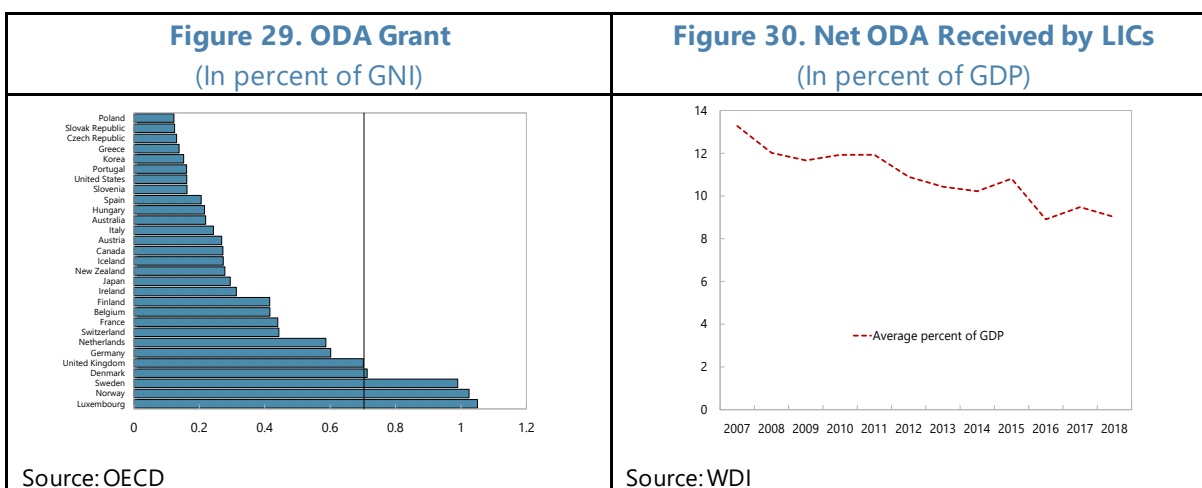 Figure 29. ODA Grant
(In percent of GNI)
Poland
Slovak Republic
Czech Republic
Greece
Korea
Portugal
United States
Slovenia
Spain
Hungary
Australia
Italy
Austria
Canada
Iceland
New Zealand
Japan
Ireland
Finland
Belgium
France
Switzerland
Netherlands
Germany
United Kingdom
Denmark
Sweden
Norway
Luxembourg
0 0.2 0.4 0.6 0.8 1 1.2
Source: OECD
Figure 30. Net ODA Received by LICs
(In percent of GDP)
14
12
10
8
6
4
2
0
Average percent of GDP
2007 2008 2009 2010 2011 2012 2013 2014 2015 2016 2017 2018
Source: WDI